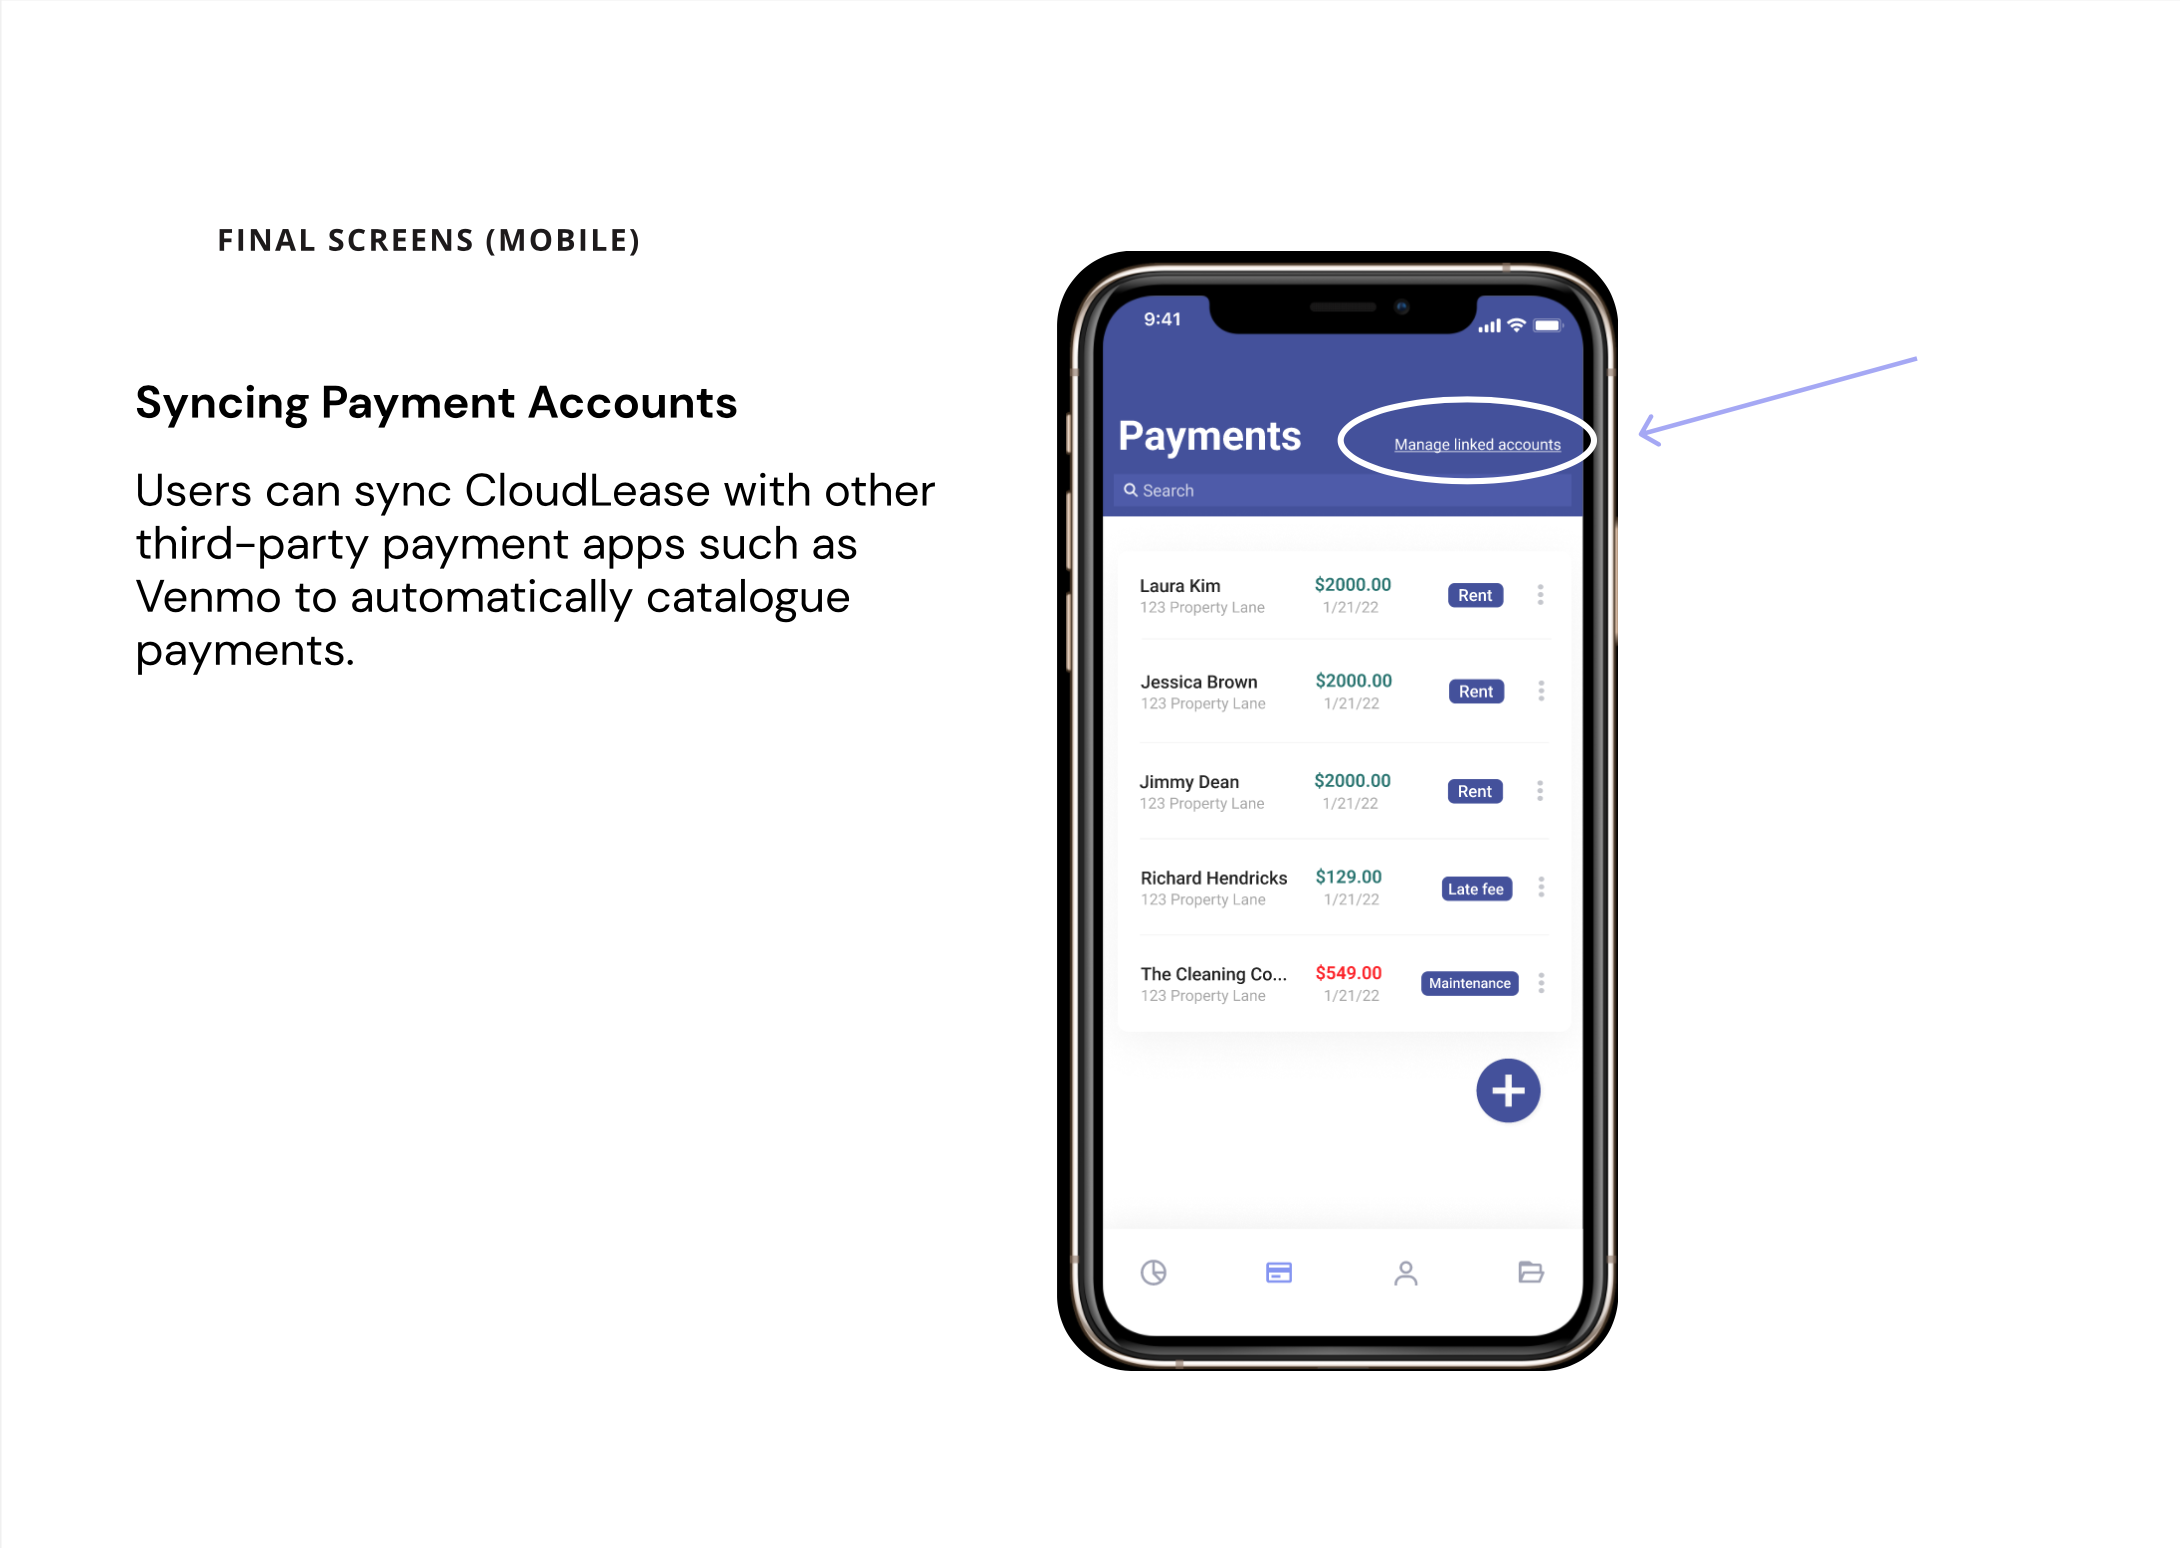 FINAL SCREENS (MOBILE)
Syncing Payment Accounts
Users can sync CloudLease with other
third-party payment apps such as
Venmo to automatically catalogue
payments.
9:41
Payments
Manage linked accounts
Search
Laura Kim $2000.00 Rent
123 Property Lane 1/21/22
Jessica Brown $2000.00 Rent
123 Property Lane 1/21/22
Jimmy Dean $2000.00 Rent
123 Property Lane 1/21/22
Richard Hendricks $129.00 Late fee
123 Property Lane 1/21/22
The Cleaning Co... $549.00 Maintenance
123 Property Lane 1/21/22